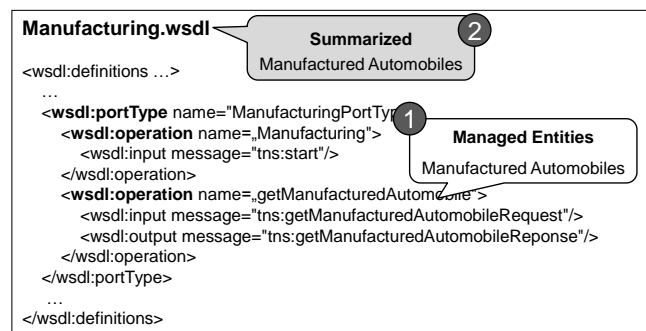 Manufacturing.wsdl
Summarized
2
Manufactured Automobiles
<wsdl:definitions …>
…
<wsdl:portType name="ManufacturingPortTyp
1
<wsdl:operation name=„Manufacturing">
Managed Entities
<wsdl:input message="tns:start"/>
Manufactured Automobiles
</wsdl:operation>
<wsdl:operation name=„getManufacturedAutomobile">
<wsdl:input message="tns:getManufacturedAutomobileRequest"/>
<wsdl:output message="tns:getManufacturedAutomobileReponse"/>
</wsdl:operation>
</wsdl:portType>
…
</wsdl:definitions>